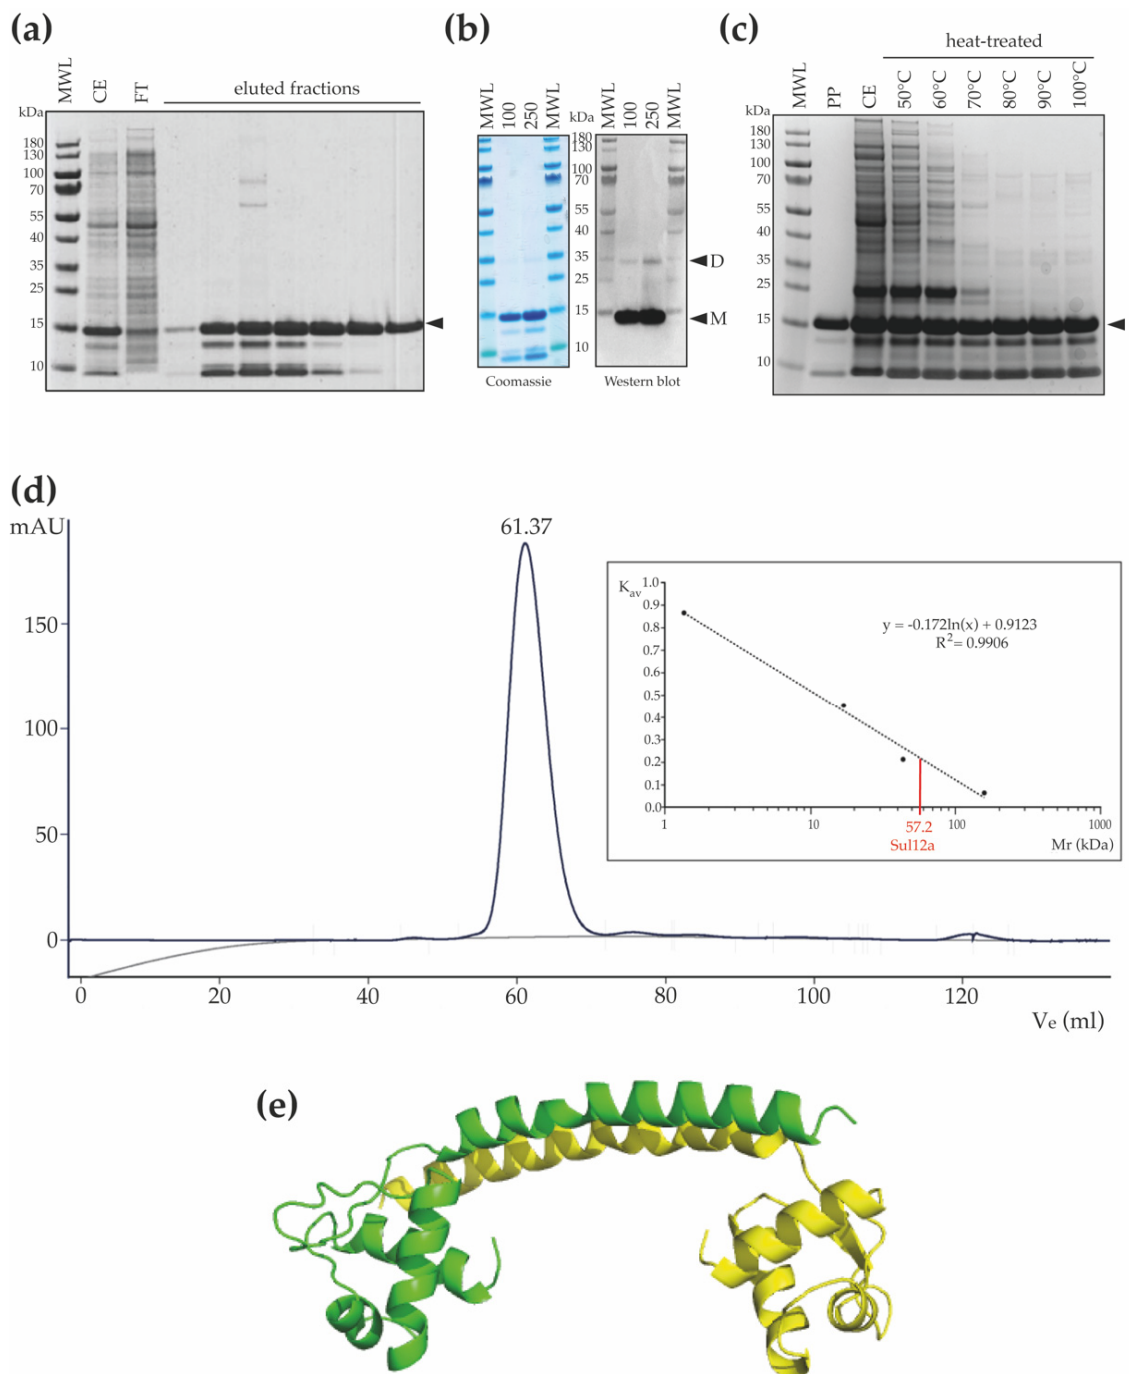 (a)
MWL
CE
FT
eluted fractions
kDa
180
130
100
70
55
40
35
25
15
10
(b)
MWL
100
250
MWL
kDa
MWL
100
250
MWL
180
130
100
70
55
40
35
25
15
10
D
M
Coomassie
Western blot
(c)
heat-treated
MWL
PP
CE
50°C
60°C
70°C
80°C
90°C
100°C
kDa
180
130
100
70
55
40
35
25
15
10
(d)
mAU
61.37
150
100
50
0
0 20 40 60 80 100 120
Ve (ml)
Kav
1.0
0.9
0.8
0.7
0.6
0.5
0.4
0.3
0.2
0.1
0.0
y = -0.172ln(x) + 0.9123
R2= 0.9906
1 10 100 1000
57.2
Sul12a
Mr (kDa)
(e)